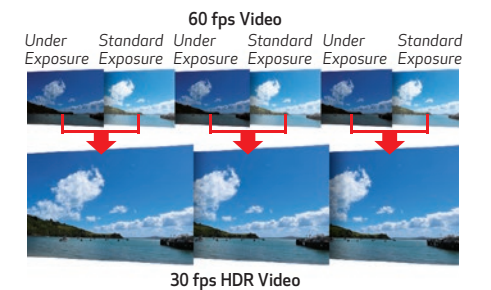 60 fps Video
Under Standard Under Standard Under Standard
Exposure Exposure Exposure Exposure Exposure Exposure
30 fps HDR Video